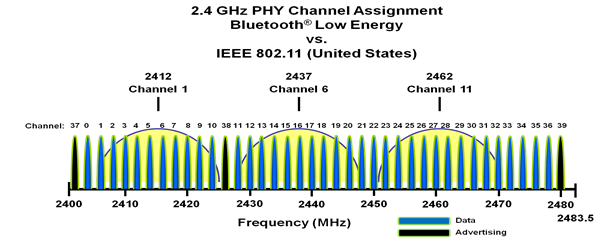 2.4 GHz PHY Channel Assignment
Bluetooth® Low Energy
vs.
IEEE 802.11 (United States)
2412 2437 2462
Channel 1 Channel 6 Channel 11
Channel: 37 0 1 2 3 4 5 6 7 8 9 10 38 11 12 13 14 15 16 17 18 19 20 21 22 23 24 25 26 27 28 29 30 31 32 33 34 35 36 39
2400 2410 2420 2430 2440 2450 2460 2470 2480
2483.5
Frequency (MHz)
Data
Advertising